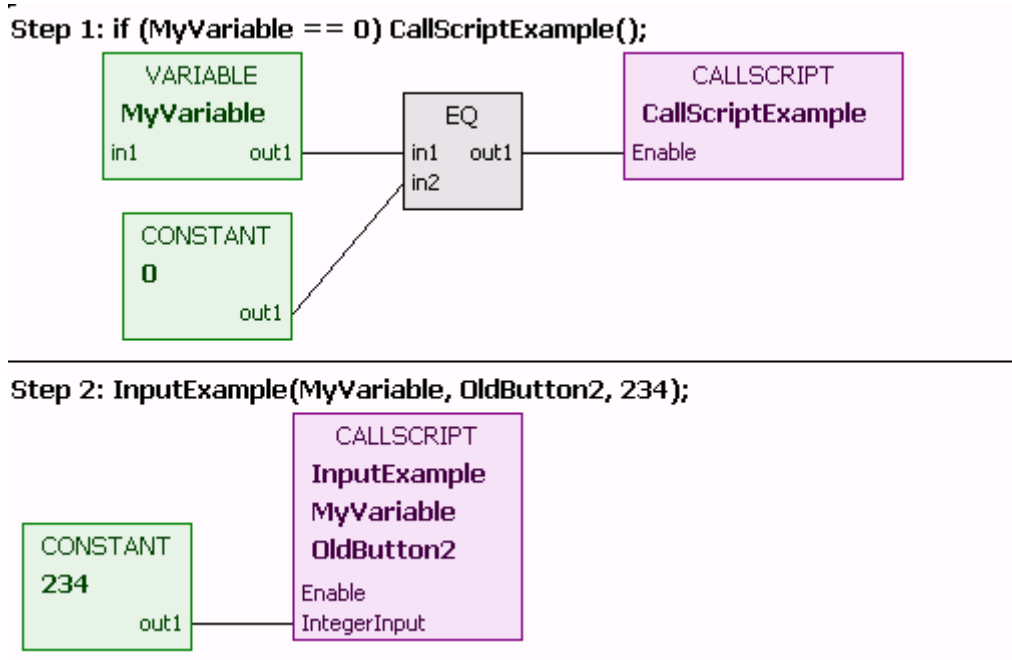 Step 1: if (MyVariable == 0) CallScriptExample();
VARIABLE
MyVariable
in1 out1
EQ
in1 out1
in2
CALLSCRIPT
CallScriptExample
Enable
CONSTANT
0
out1
Step 2: InputExample(MyVariable, OldButton2, 234);
CALLSCRIPT
InputExample
MyVariable
OldButton2
Enable
IntegerInput
CONSTANT
234
out1